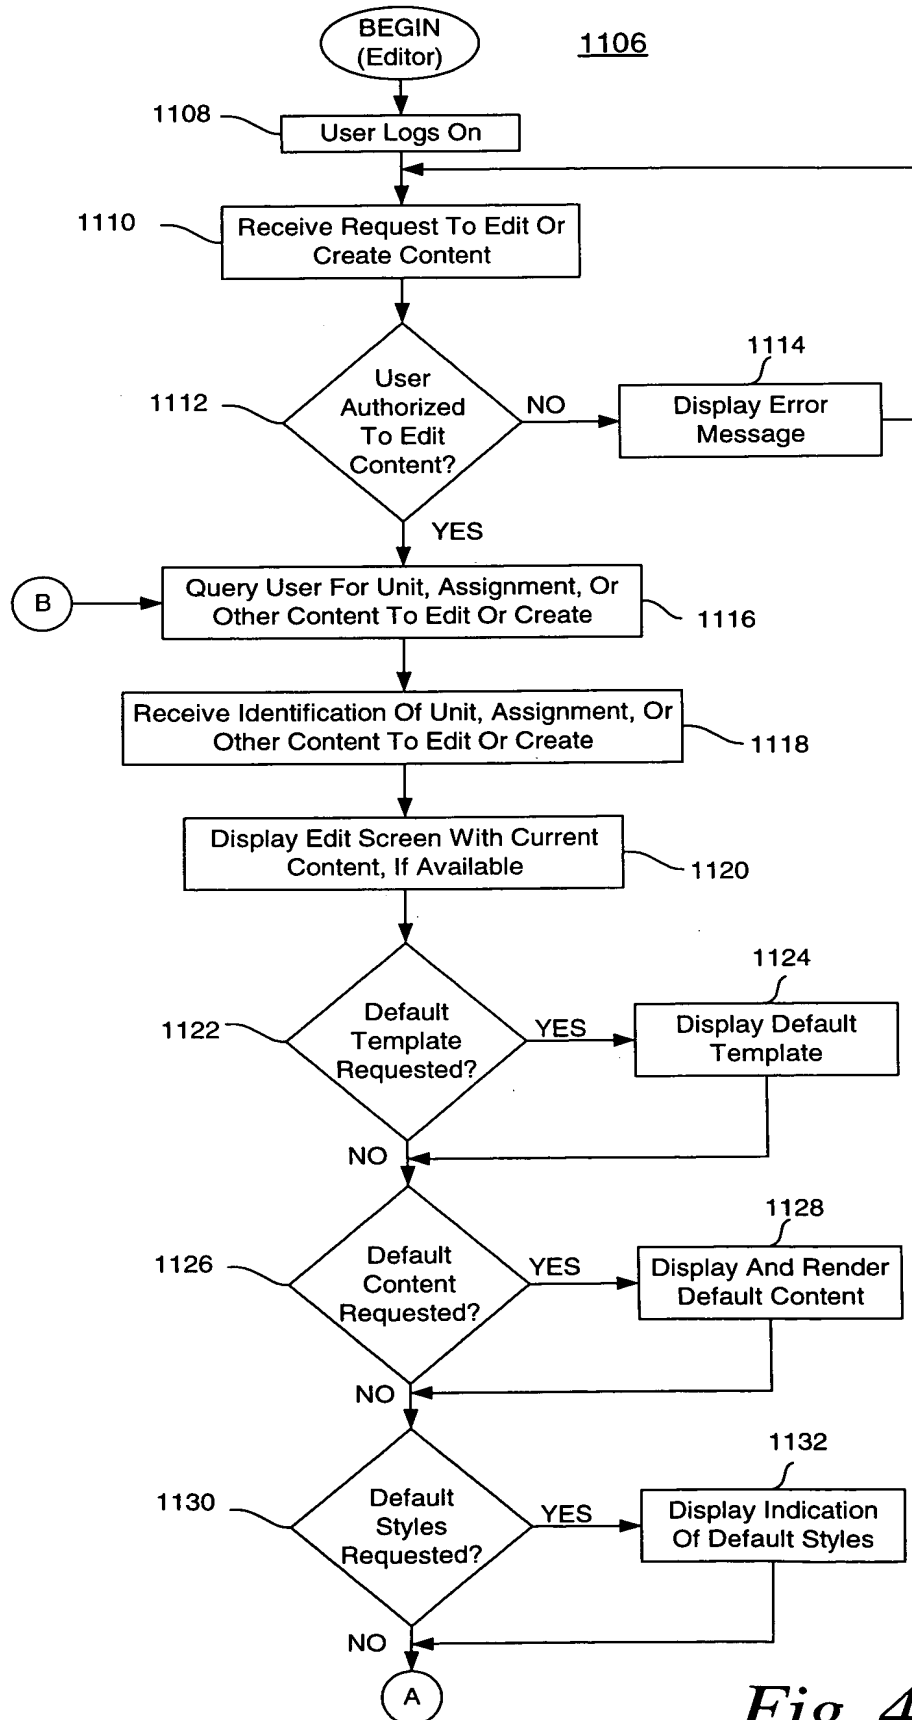 BEGIN
(Editor)
1106
1108
User Logs On
1110
Receive Request To Edit Or
Create Content
1112
User
Authorized
To Edit
Content?
NO
1114
Display Error
Message
YES
B
Query User For Unit, Assignment, Or
Other Content To Edit Or Create
1116
Receive Identification Of Unit, Assignment, Or
Other Content To Edit Or Create
1118
Display Edit Screen With Current
Content, If Available
1120
1122
Default
Template
Requested?
YES
1124
Display Default
Template
NO
1126
Default
Content
Requested?
YES
1128
Display And Render
Default Content
NO
1130
Default
Styles
Requested?
YES
1132
Display Indication
Of Default Styles
NO
A
Fig. 4